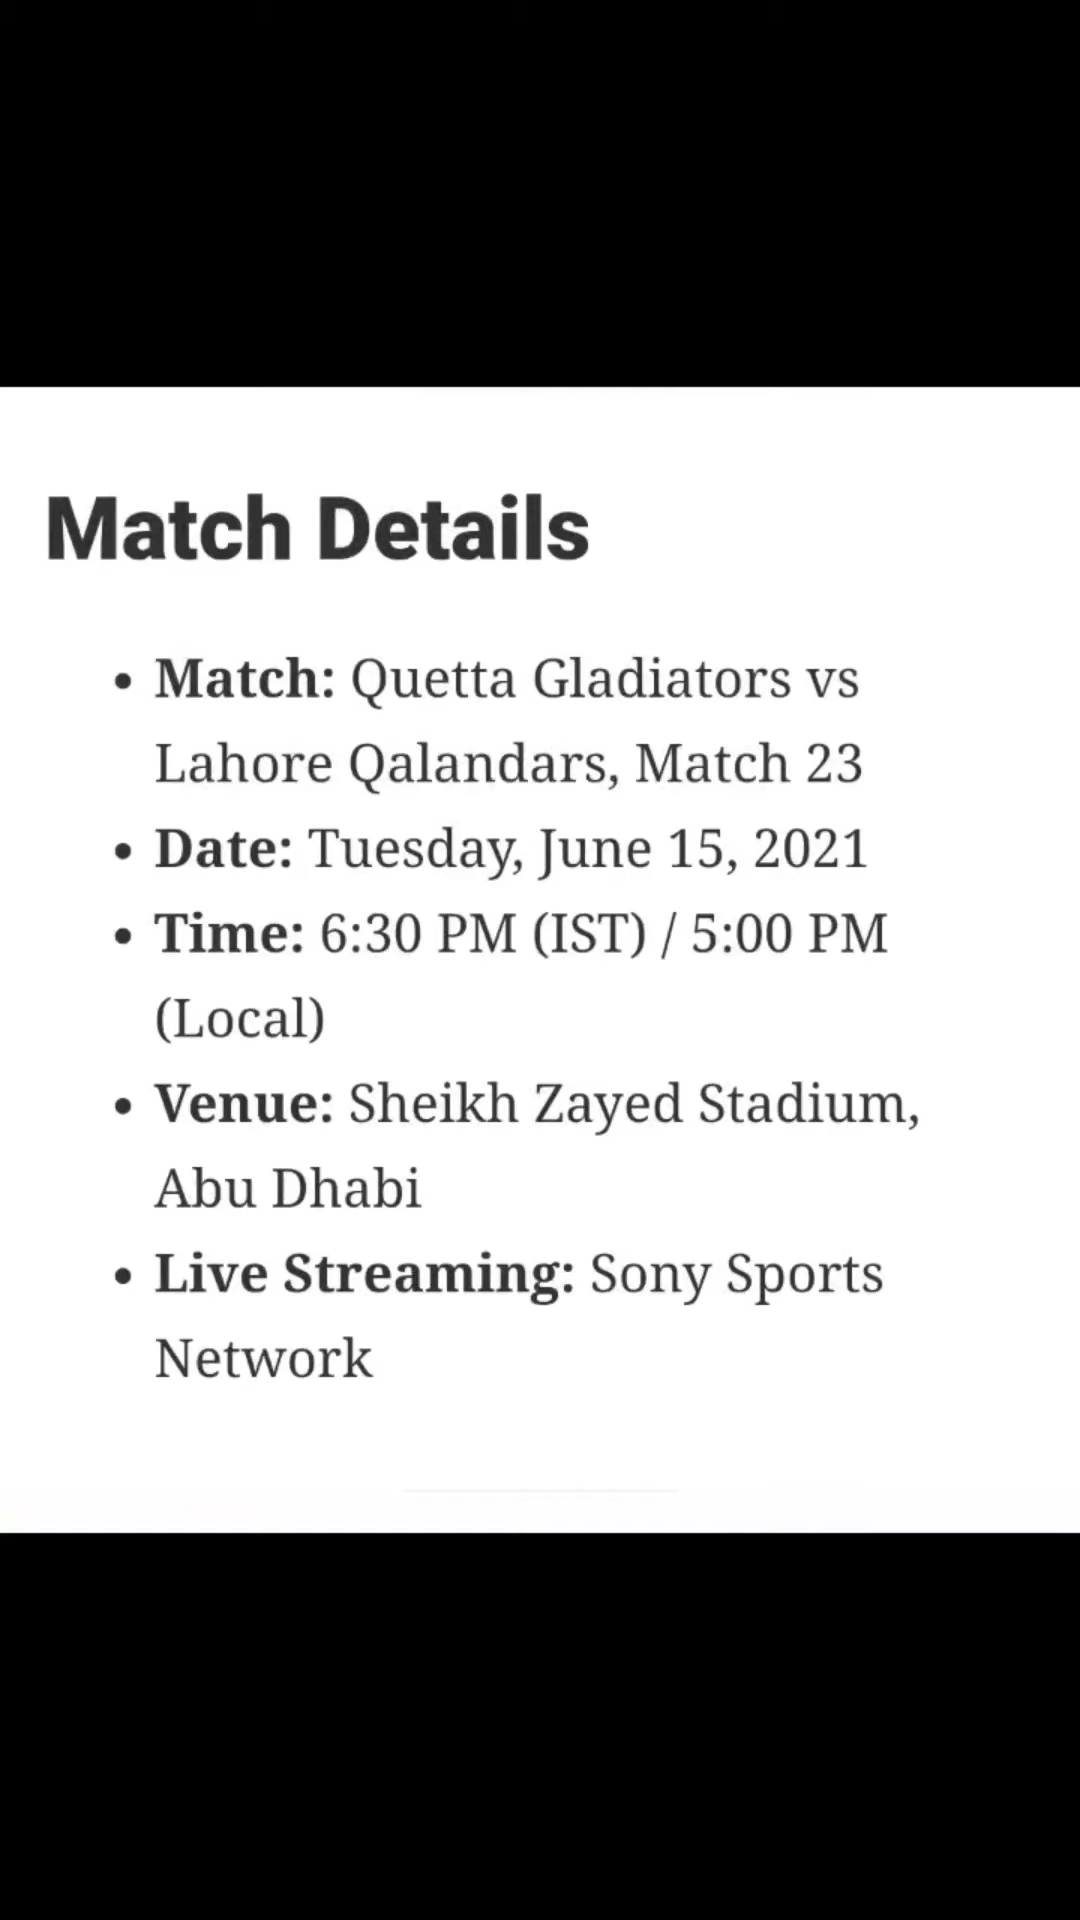 Match Details
• Match: Quetta Gladiators vs
Lahore Qalandars, Match 23
• Date: Tuesday, June 15, 2021
• Time: 6:30 PM (IST) / 5:00 PM
(Local)
• Venue: Sheikh Zayed Stadium,
Abu Dhabi
• Live Streaming: Sony Sports
Network